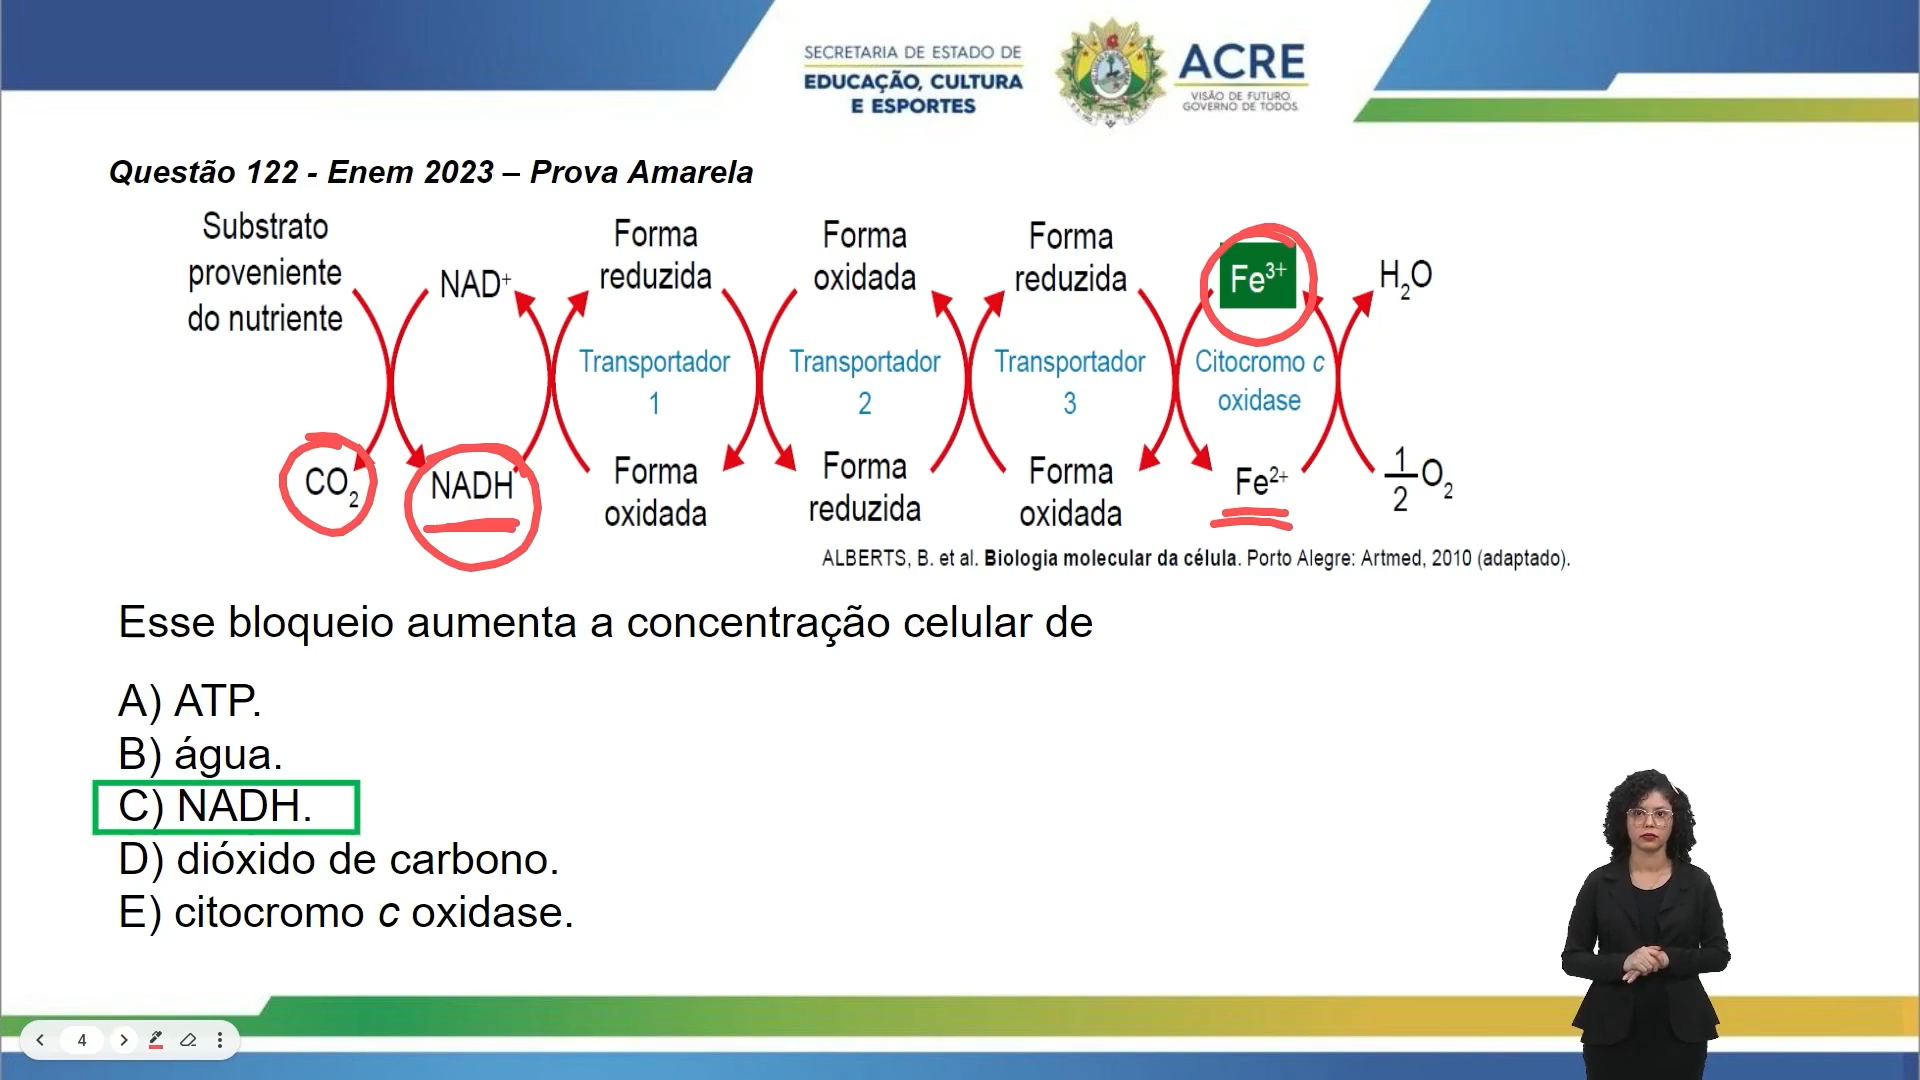 SECRETARIA DE ESTADO DE
EDUCAÇÃO, CULTURA
E ESPORTES
ACRE
VISÃO DE FUTURO.
GOVERNO DE TODOS.
Questão 122 - Enem 2023 – Prova Amarela
Substrato
proveniente
do nutriente
NAD⁺
Forma
reduzida
Forma
oxidada
Forma
reduzida
Fe³⁺
H₂O
Transportador
1
Transportador
2
Transportador
3
Citocromo c
oxidase
CO₂
NADH
Forma
oxidada
Forma
reduzida
Forma
oxidada
Fe²⁺
1/2 O₂
ALBERTS, B. et al. Biologia molecular da célula. Porto Alegre: Artmed, 2010 (adaptado).
Esse bloqueio aumenta a concentração celular de
A) ATP.
B) água.
C) NADH.
D) dióxido de carbono.
E) citocromo c oxidase.
4